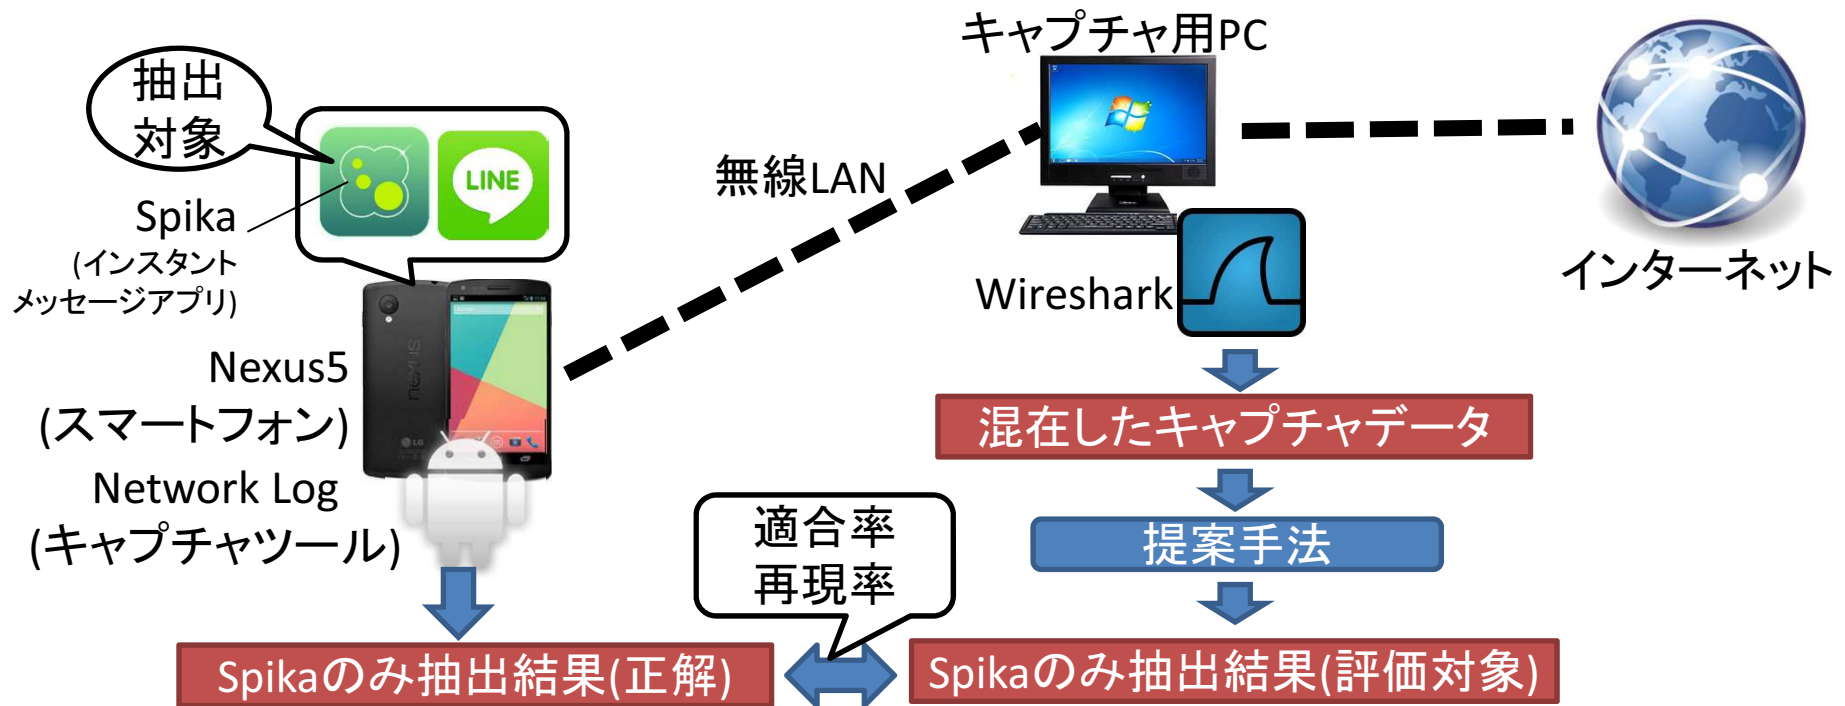 キャプチャ用PC
抽出
対象
LINE
無線LAN
Spika
(インスタント
メッセージアプリ)
Wireshark
インターネット
Nexus5
(スマートフォン)
nexus
LG
Network Log
(キャプチャツール)
混在したキャプチャデータ
提案手法
適合率
再現率
Spikaのみ抽出結果(正解)
Spikaのみ抽出結果(評価対象)